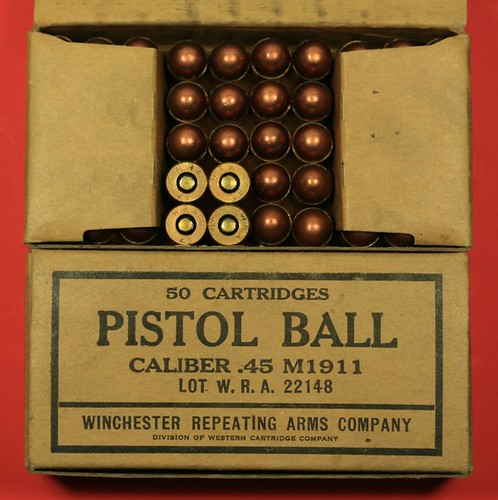 50 CARTRIDGES
PISTOL BALL
CALIBER .45 M1911
LOT W. R. A. 22148
WINCHESTER REPEATING ARMS COMPANY
DIVISION OF WESTERN CARTRIDGE COMPANY